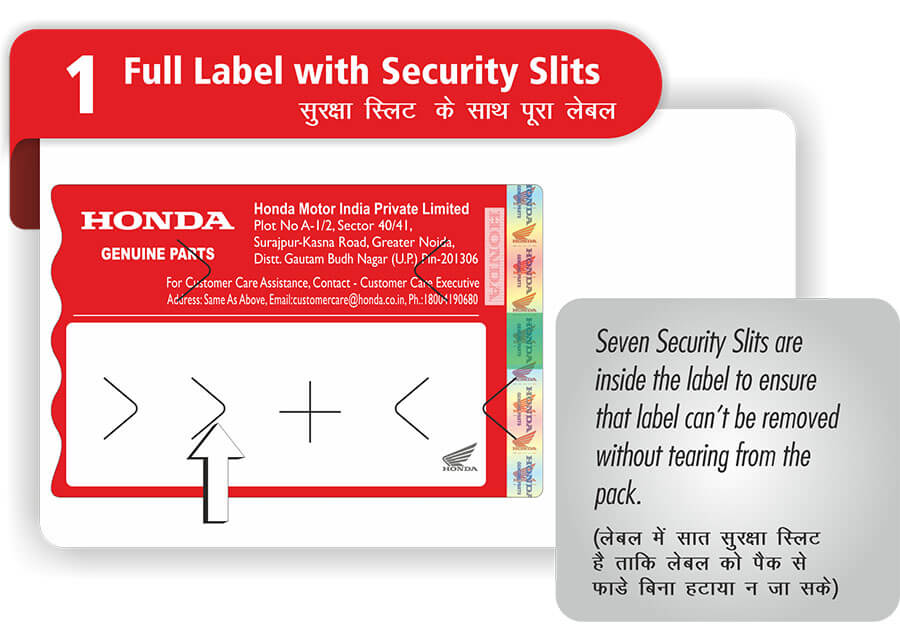 1 Full Label with Security Slits
सुरक्षा स्लिट के साथ पूरा लेबल
HONDA
GENUINE PARTS
Honda Motor India Private Limited
Plot No A-1/2, Sector 40/41,
Surajpur-Kasna Road, Greater Noida,
Distt. Gautam Budh Nagar (U.P.) Pin-201306
For Customer Care Assistance, Contact - Customer Care Executive
Address: Same As Above, Email:customercare@honda.co.in, Ph.:18004190680
HONDA
HONDA
Seven Security Slits are
inside the label to ensure
that label can't be removed
without tearing from the
pack.
(लेबल में सात सुरक्षा स्लिट
है ताकि लेबल को पैक से
फाडे बिना हटाया न जा सके)